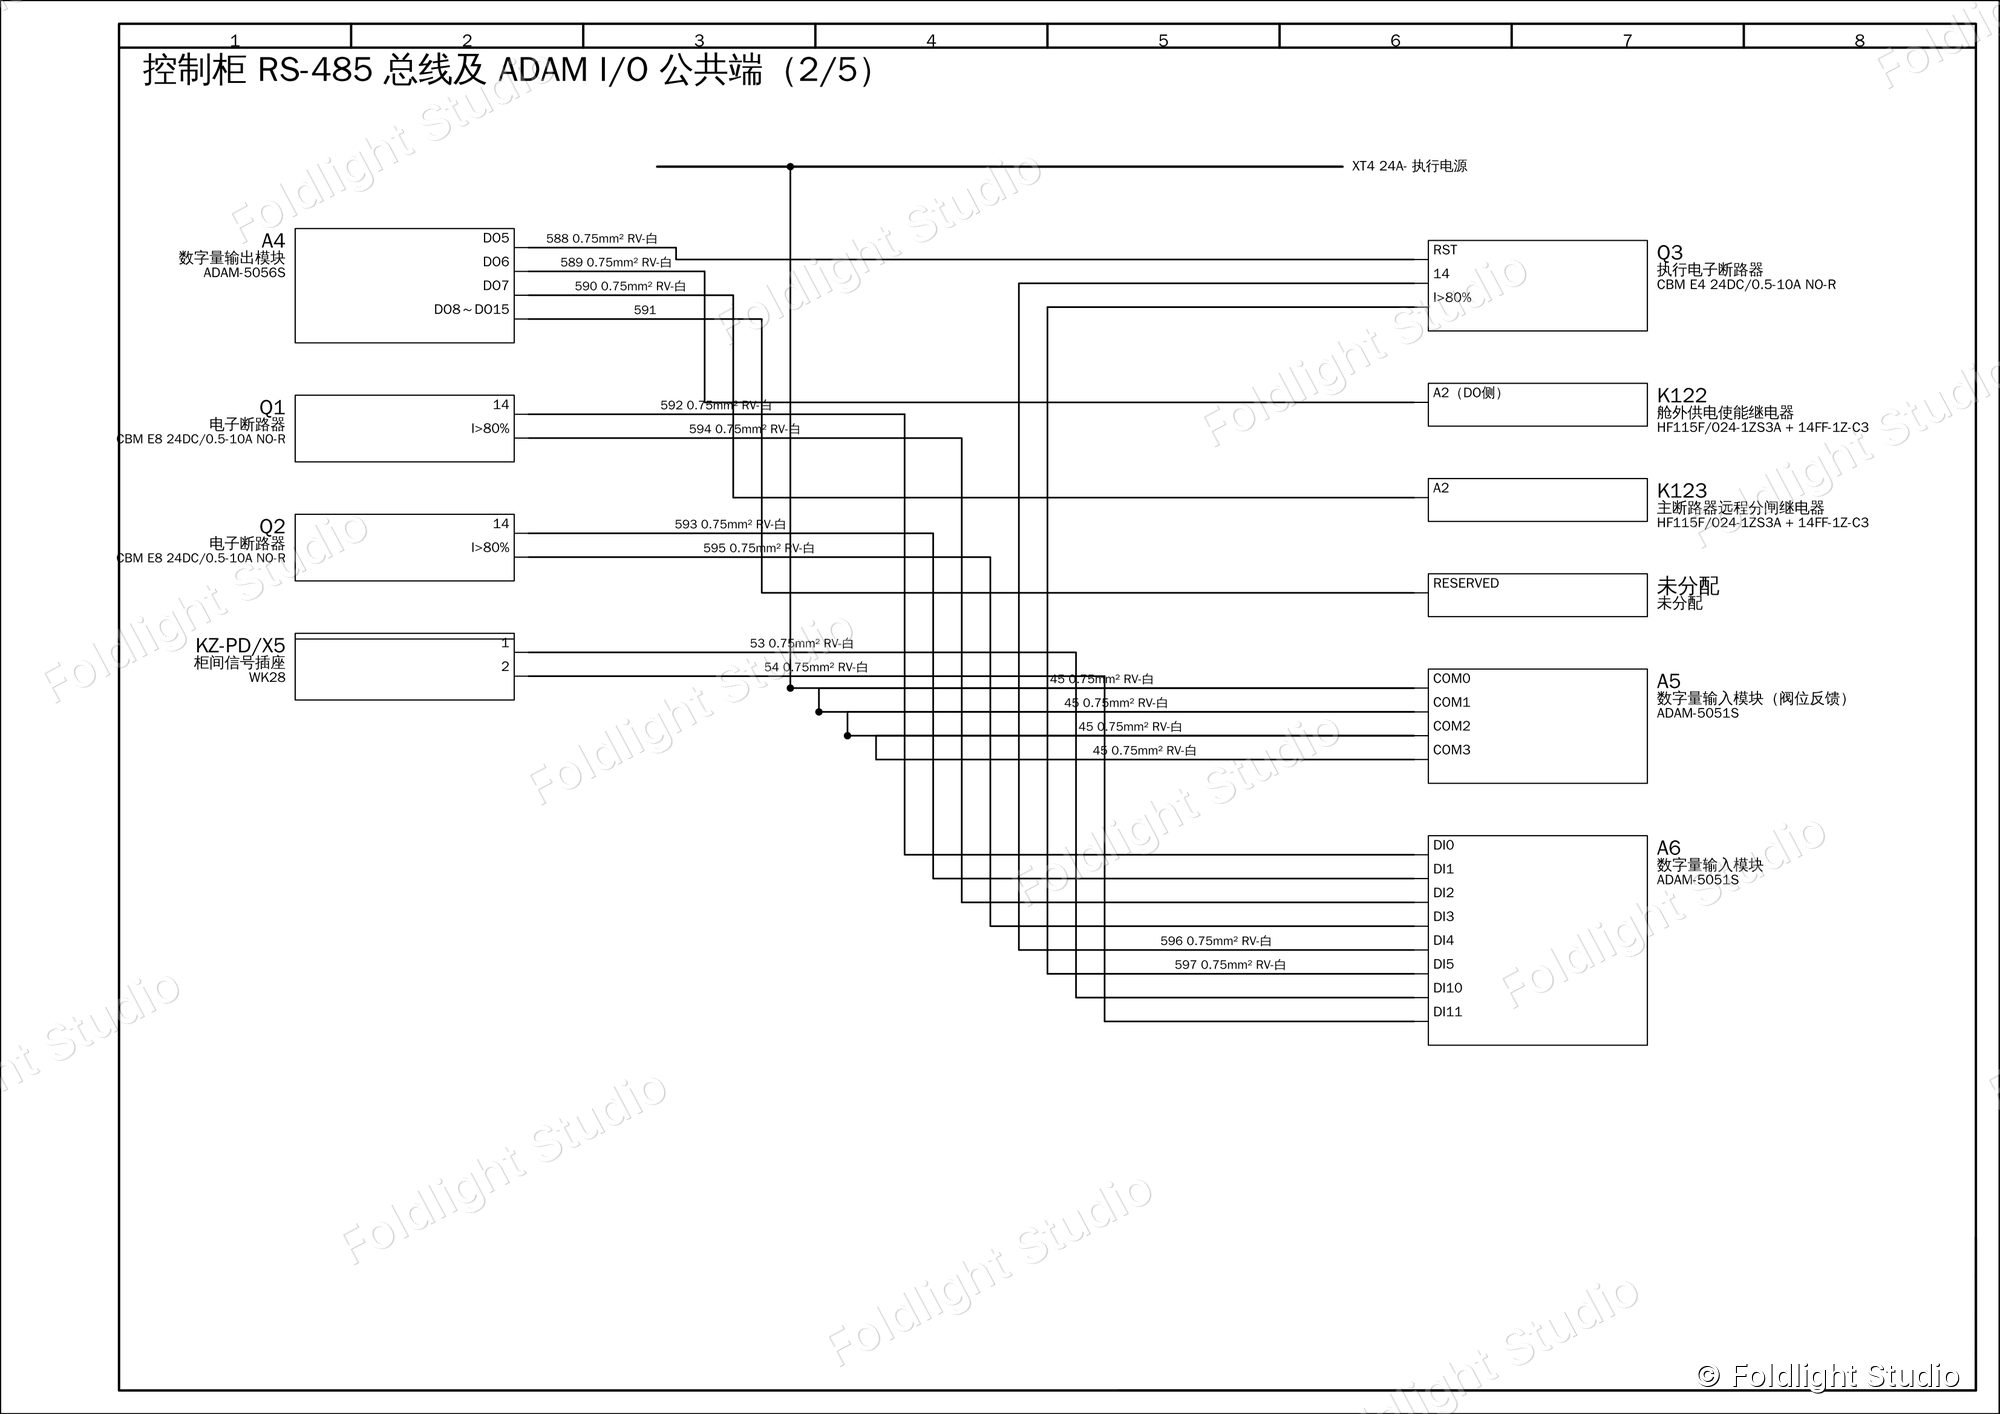 1 2 3 4 5 6 7 8
控制柜 RS-485 总线及 ADAM I/O 公共端（2/5）
XT4 24A- 执行电源
A4
数字量输出模块
ADAM-5056S
DO5
DO6
DO7
DO8～DO15
588 0.75mm² RV-白
589 0.75mm² RV-白
590 0.75mm² RV-白
591
Q1
电子断路器
CBM E8 24DC/0.5-10A NO-R
14
I>80%
592 0.75mm² RV-白
594 0.75mm² RV-白
Q2
电子断路器
CBM E8 24DC/0.5-10A NO-R
14
I>80%
593 0.75mm² RV-白
595 0.75mm² RV-白
KZ-PD/X5
柜间信号插座
WK28
1
2
53 0.75mm² RV-白
54 0.75mm² RV-白
RST
14
I>80%
Q3
执行电子断路器
CBM E4 24DC/0.5-10A NO-R
A2（DO侧）
K122
舱外供电使能继电器
HF115F/024-1ZS3A + 14FF-1Z-C3
A2
K123
主断路器远程分闸继电器
HF115F/024-1ZS3A + 14FF-1Z-C3
RESERVED
未分配
未分配
45 0.75mm² RV-白
45 0.75mm² RV-白
45 0.75mm² RV-白
45 0.75mm² RV-白
COM0
COM1
COM2
COM3
A5
数字量输入模块（阀位反馈）
ADAM-5051S
DI0
DI1
DI2
DI3
DI4
DI5
DI10
DI11
596 0.75mm² RV-白
597 0.75mm² RV-白
A6
数字量输入模块
ADAM-5051S
© Foldlight Studio